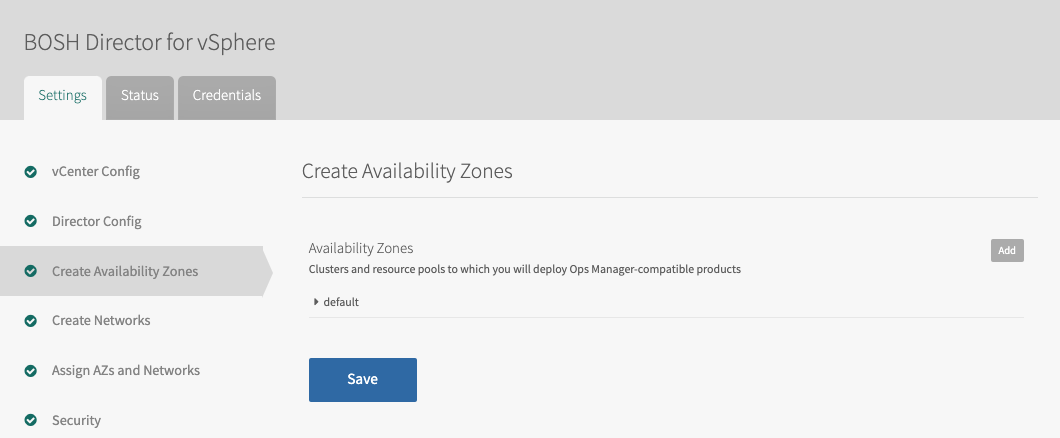 BOSH Director for vSphere
Settings
Status
Credentials
vCenter Config
Director Config
Create Availability Zones
Create Networks
Assign AZs and Networks
Security
Create Availability Zones
Availability Zones
Add
Clusters and resource pools to which you will deploy Ops Manager-compatible products
default
Save